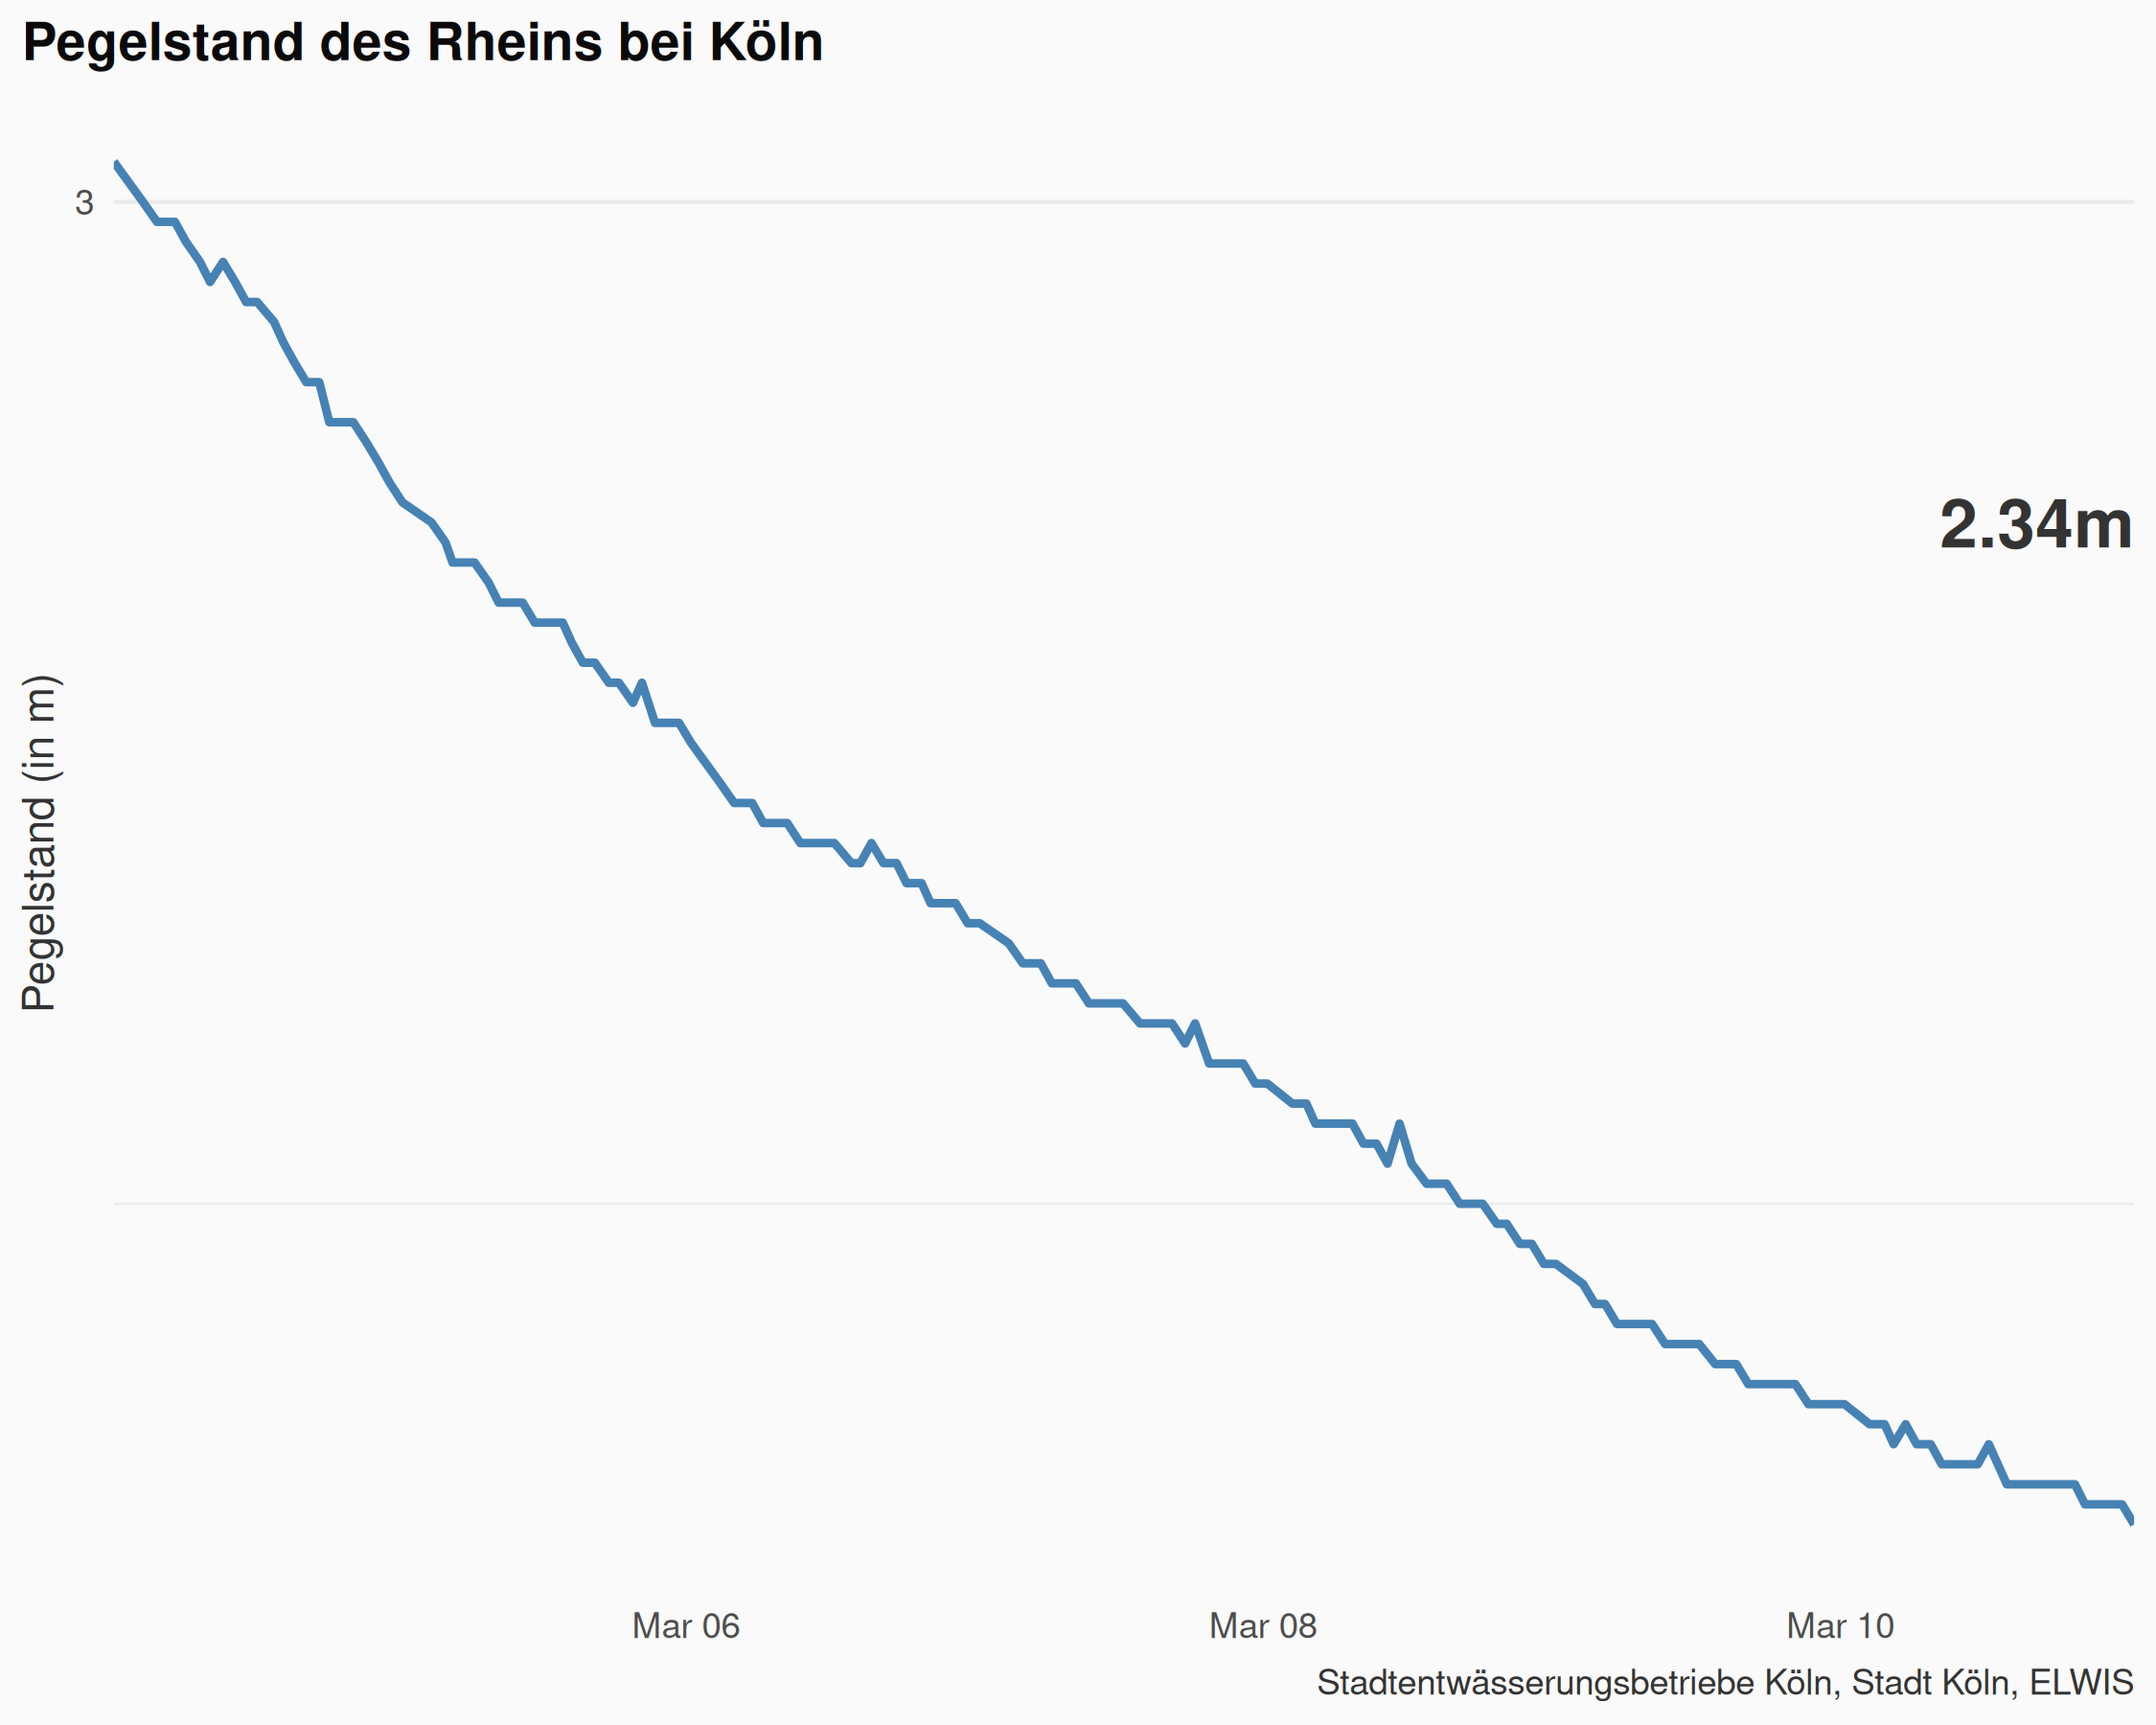 Pegelstand des Rheins bei Köln
3
2.34m
Pegelstand (in m)
Mar 06
Mar 08
Mar 10
Stadtentwässerungsbetriebe Köln, Stadt Köln, ELWIS